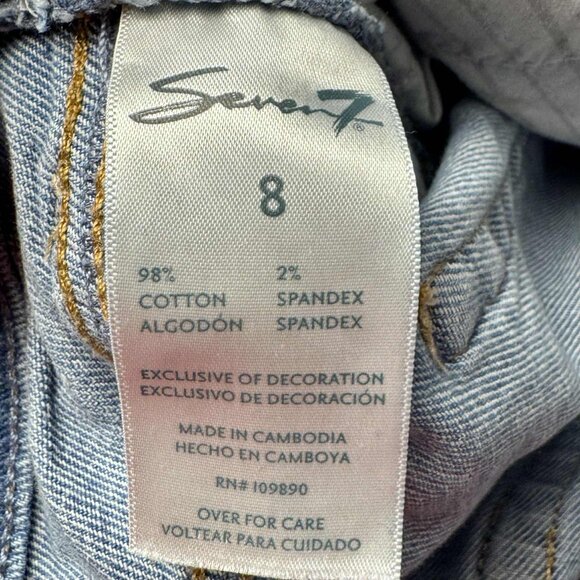 Seven7®
8
98% 2%
COTTON SPANDEX
ALGODÓN SPANDEX
EXCLUSIVE OF DECORATION
EXCLUSIVO DE DECORACIÓN
MADE IN CAMBODIA
HECHO EN CAMBOYA
RN# 109890
OVER FOR CARE
VOLTEAR PARA CUIDADO